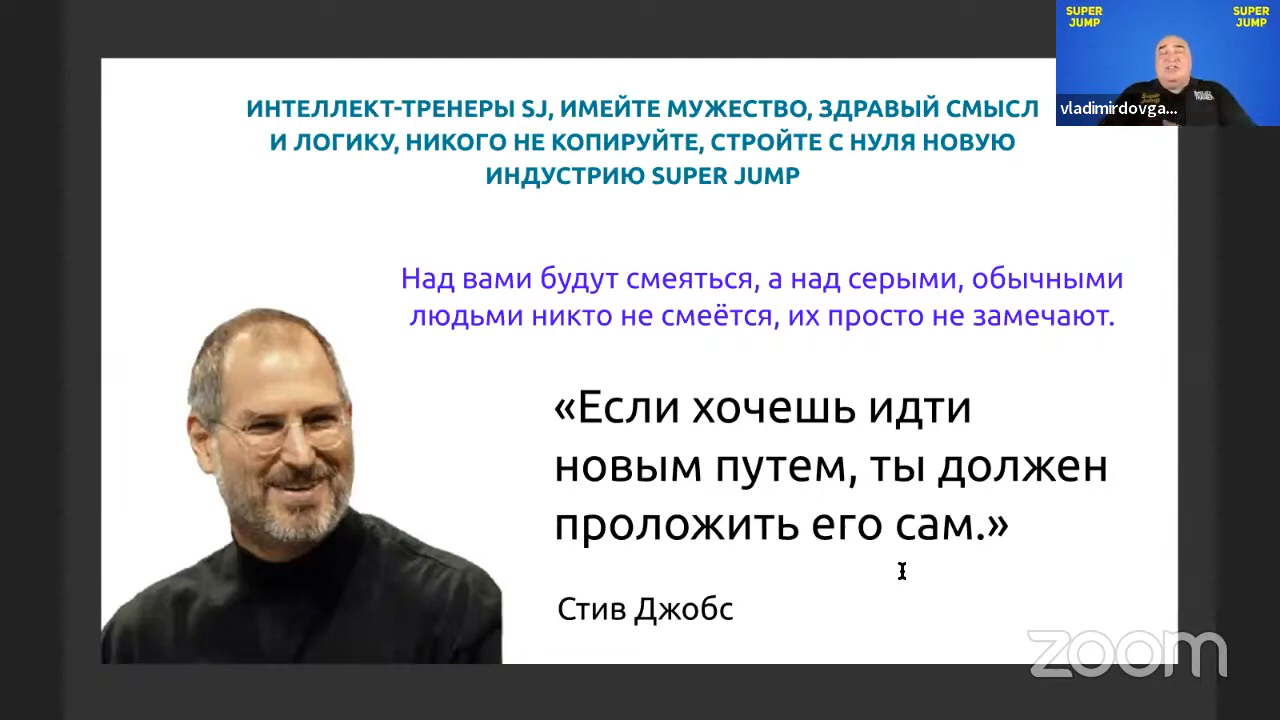 SUPER
JUMP
SUPER
JUMP
vladimirdovga...
ИНТЕЛЛЕКТ-ТРЕНЕРЫ SJ, ИМЕЙТЕ МУЖЕСТВО, ЗДРАВЫЙ СМЫСЛ
И ЛОГИКУ, НИКОГО НЕ КОПИРУЙТЕ, СТРОЙТЕ С НУЛЯ НОВУЮ
ИНДУСТРИЮ SUPER JUMP
Над вами будут смеяться, а над серыми, обычными
людьми никто не смеётся, их просто не замечают.
«Если хочешь идти
новым путем, ты должен
проложить его сам.»
Стив Джобс
zoom